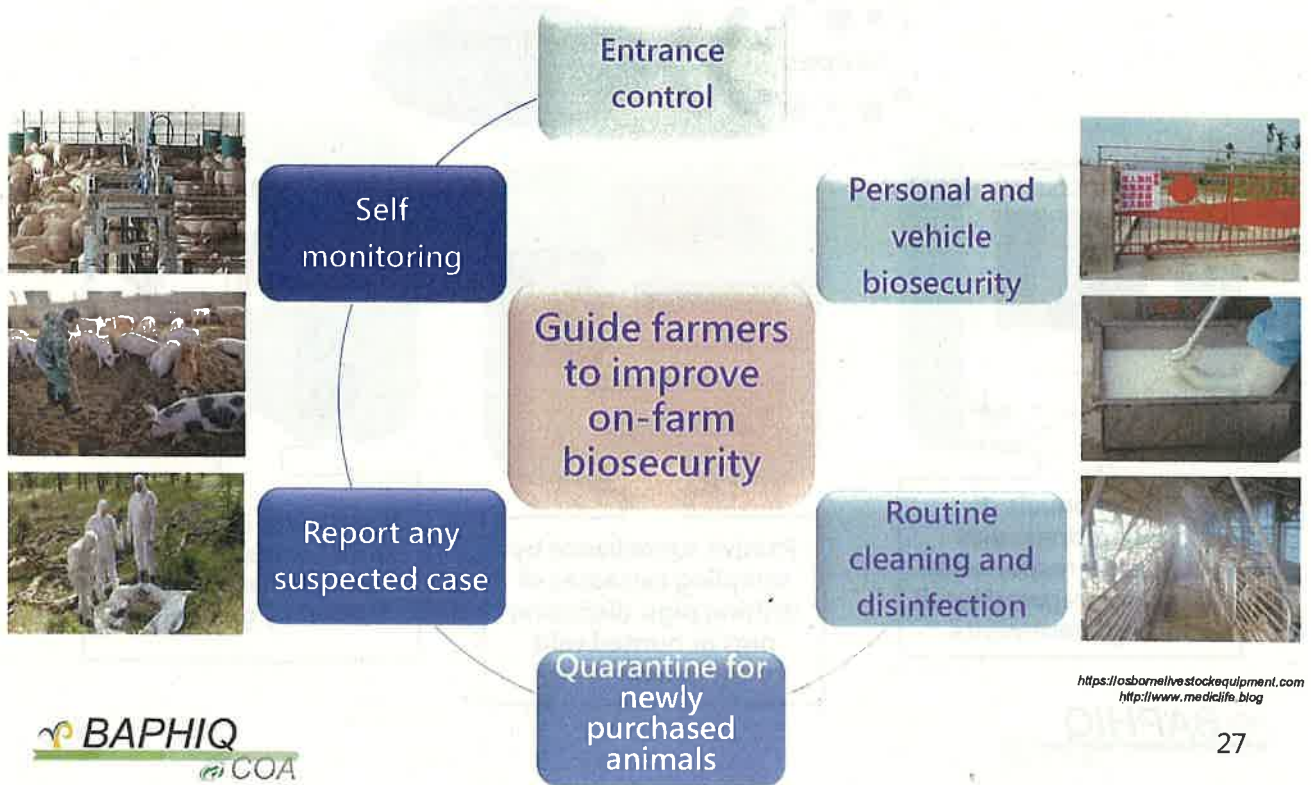 Entrance
control
Self
monitoring
Personal and
vehicle
biosecurity
Guide farmers
to improve
on-farm
biosecurity
Report any
suspected case
Routine
cleaning and
disinfection
Quarantine for
newly
purchased
animals
https://osbornelivestockequipment.com
http://www.mediclife.blog
BAPHIQ
COA
27